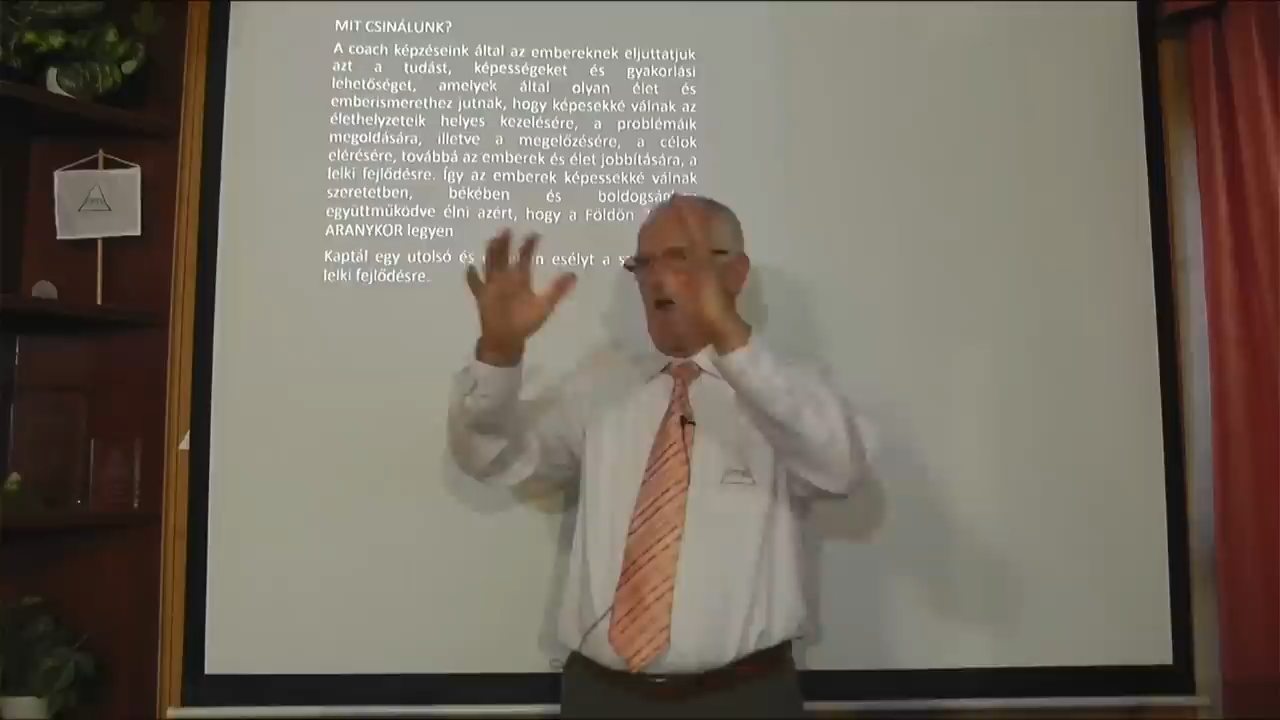 MIT CSINÁLUNK?
A coach képzéseink által az embereknek eljuttatjuk
azt a tudást, képességeket és gyakorlási
lehetőséget, amelyek által olyan élet és
emberismerethez jutnak, hogy képesekké válnak az
élethelyzeteik helyes kezelésére, a problémáik
megoldására, illetve a megelőzésére, a célok
elérésére, továbbá az emberek és élet jobbítására, a
lelki fejlődésre. Így az emberek képessekké válnak
szeretetben, békében és
együttműködve élni azért, hogy a Földön
ARANYKOR legyen
Kaptál egy utolsó és esélyt a
lelki fejlődésre.